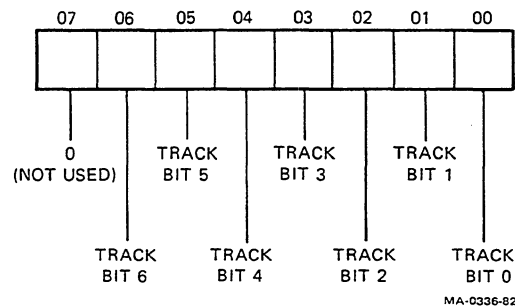 07 06 05 04 03 02 01 00
0 TRACK TRACK TRACK
(NOT USED) BIT 5 BIT 3 BIT 1
TRACK TRACK TRACK TRACK
BIT 6 BIT 4 BIT 2 BIT 0
MA-0336-82